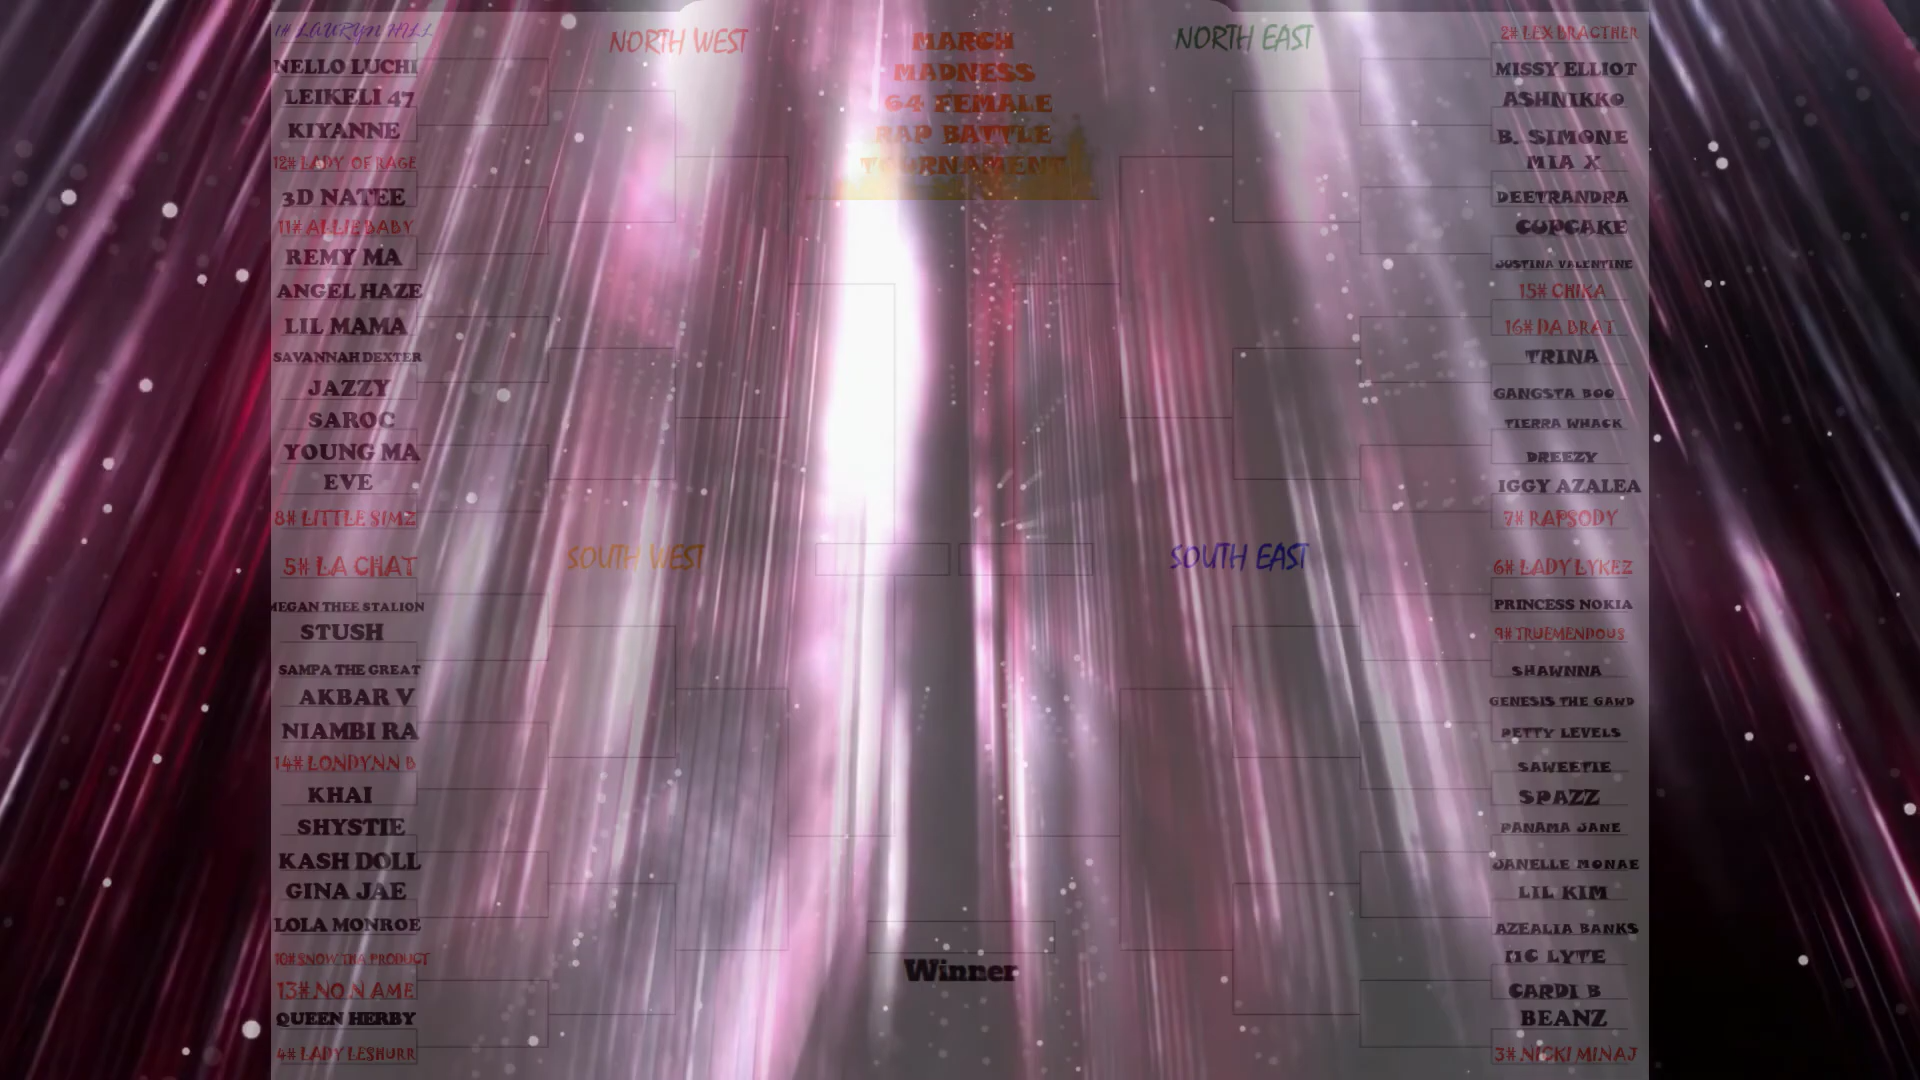 1# LAURYN HILL
NELLO LUCHI
LEIKELI 47
KIYANNE
12# LADY OF RAGE
3D NATEE
11# ALLIE BABY
REMY MA
ANGEL HAZE
LIL MAMA
SAVANNAH DEXTER
JAZZY
SAROC
YOUNG MA
EVE
8# LITTLE SIMZ
NORTH WEST
MARCH
MADNESS
64 FEMALE
RAP BATTLE
TOURNAMENT
NORTH EAST
2# LEX BRACTHER
MISSY ELLIOT
ASHNIKKO
B. SIMONE
MIA X
DEETRANDRA
CUPCAKE
JUSTINA VALENTINE
15# CHIKA
16# DA BRAT
TRINA
GANGSTA BOO
TIERRA WHACK
DREEZY
IGGY AZALEA
7# RAPSODY
SOUTH WEST
5# LA CHAT
MEGAN THEE STALION
STUSH
SAMPA THE GREAT
AKBAR V
NIAMBI RA
14# LONDYNN B
KHAI
SHYSTIE
KASH DOLL
GINA JAE
LOLA MONROE
10# SNOW THA PRODUCT
13# NO N AME
QUEEN HERBY
4# LADY LESHURR
SOUTH EAST
6# LADY LYKEZ
PRINCESS NOKIA
9# TRUEMENDOUS
SHAWNNA
GENESIS THE GAWD
PETTY LEVELS
SAWEETIE
SPAZZ
PANAMA JANE
JANELLE MONAE
LIL KIM
AZEALIA BANKS
MC LYTE
CARDI B
BEANZ
3# NICKI MINAJ
Winner